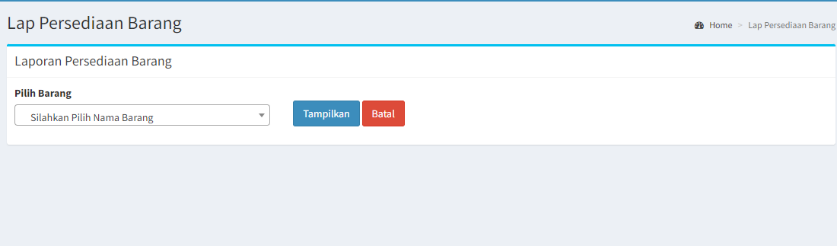 Lap Persediaan Barang
Home > Lap Persediaan Barang
Laporan Persediaan Barang
Pilih Barang
Silahkan Pilih Nama Barang
Tampilkan
Batal